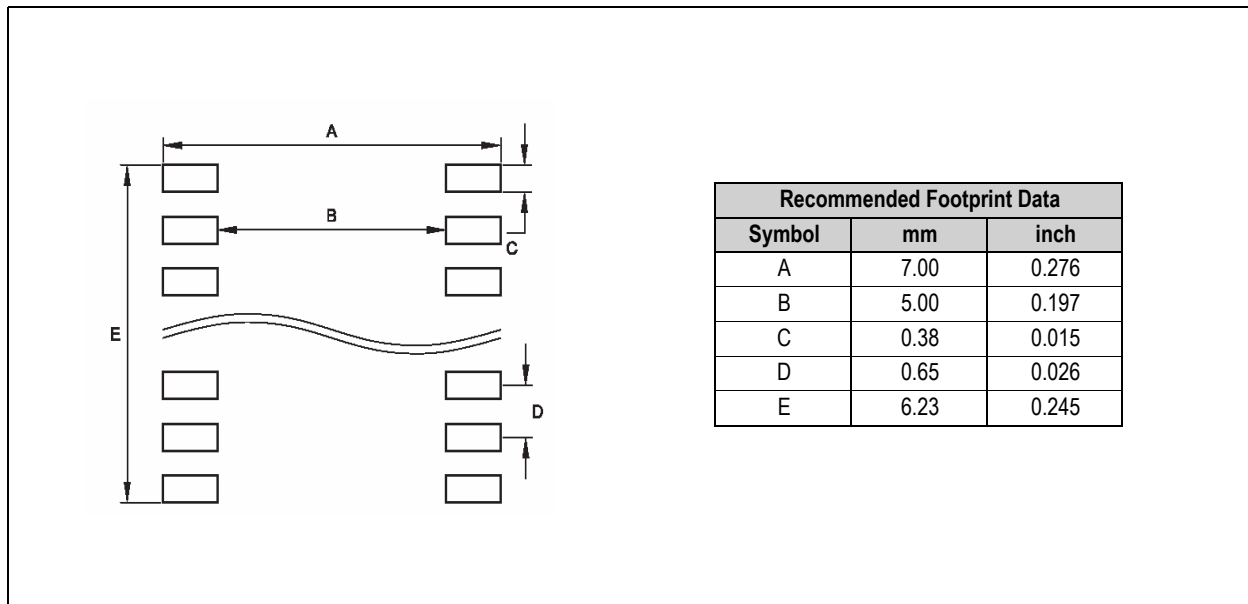 A
B
C
E
D
Recommended Footprint Data
Symbol mm inch
A 7.00 0.276
B 5.00 0.197
C 0.38 0.015
D 0.65 0.026
E 6.23 0.245